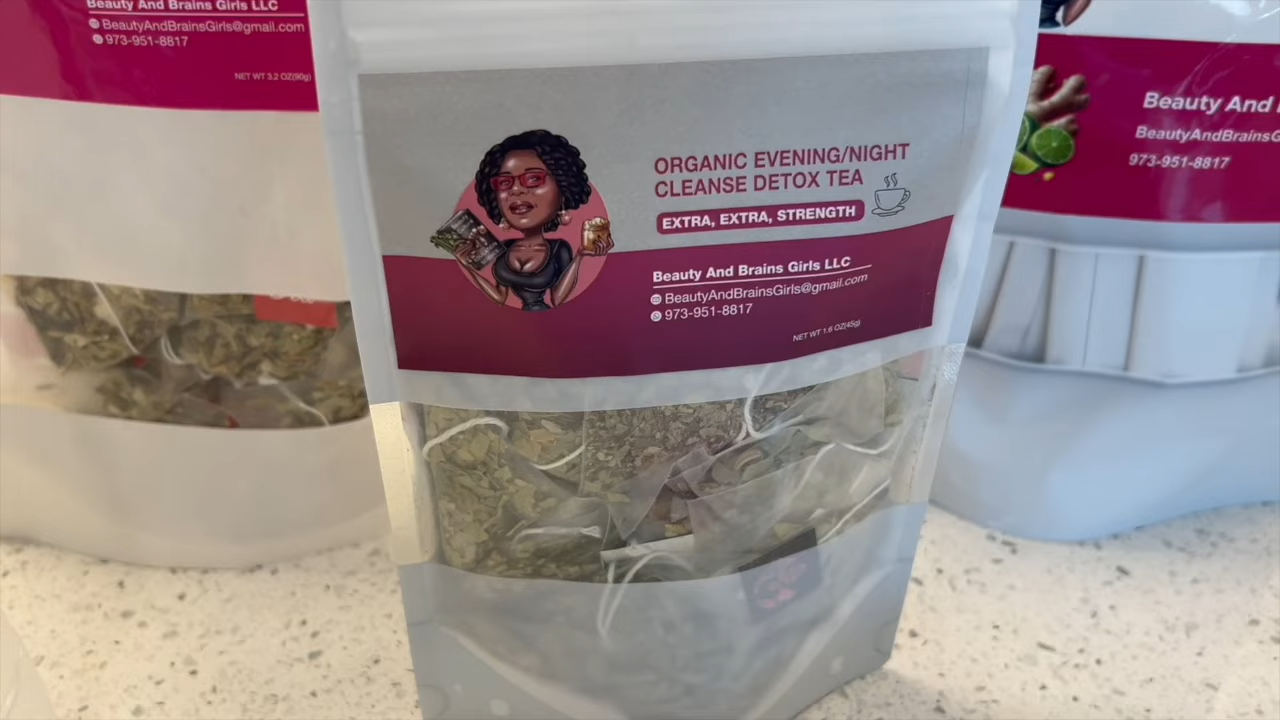 Beauty And Brains Girls LLC
BeautyAndBrainsGirls@gmail.com
973-951-8817
NET WT 3.2 OZ(90g)
ORGANIC EVENING/NIGHT
CLEANSE DETOX TEA
EXTRA, EXTRA, STRENGTH
Beauty And Brains Girls LLC
BeautyAndBrainsGirls@gmail.com
973-951-8817
NET WT 1.6 OZ(45g)
Beauty And
BeautyAndBrainsG
973-951-8817